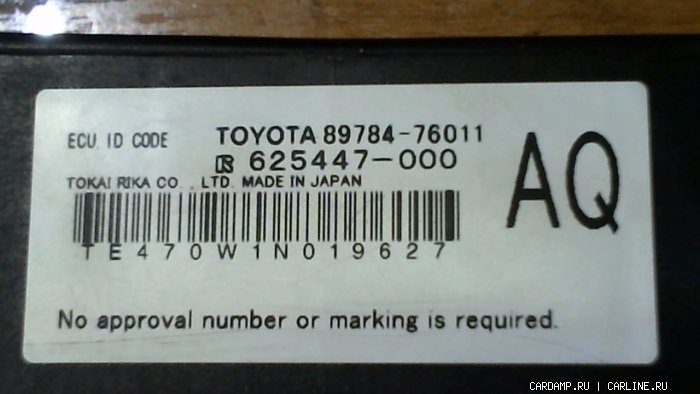 ECU. ID CODE TOYOTA 89784-76011
R 625447-000
TOKAI RIKA CO., LTD. MADE IN JAPAN
AQ
TE470W1N019627
No approval number or marking is required.
CARDAMP.RU | CARLINE.RU